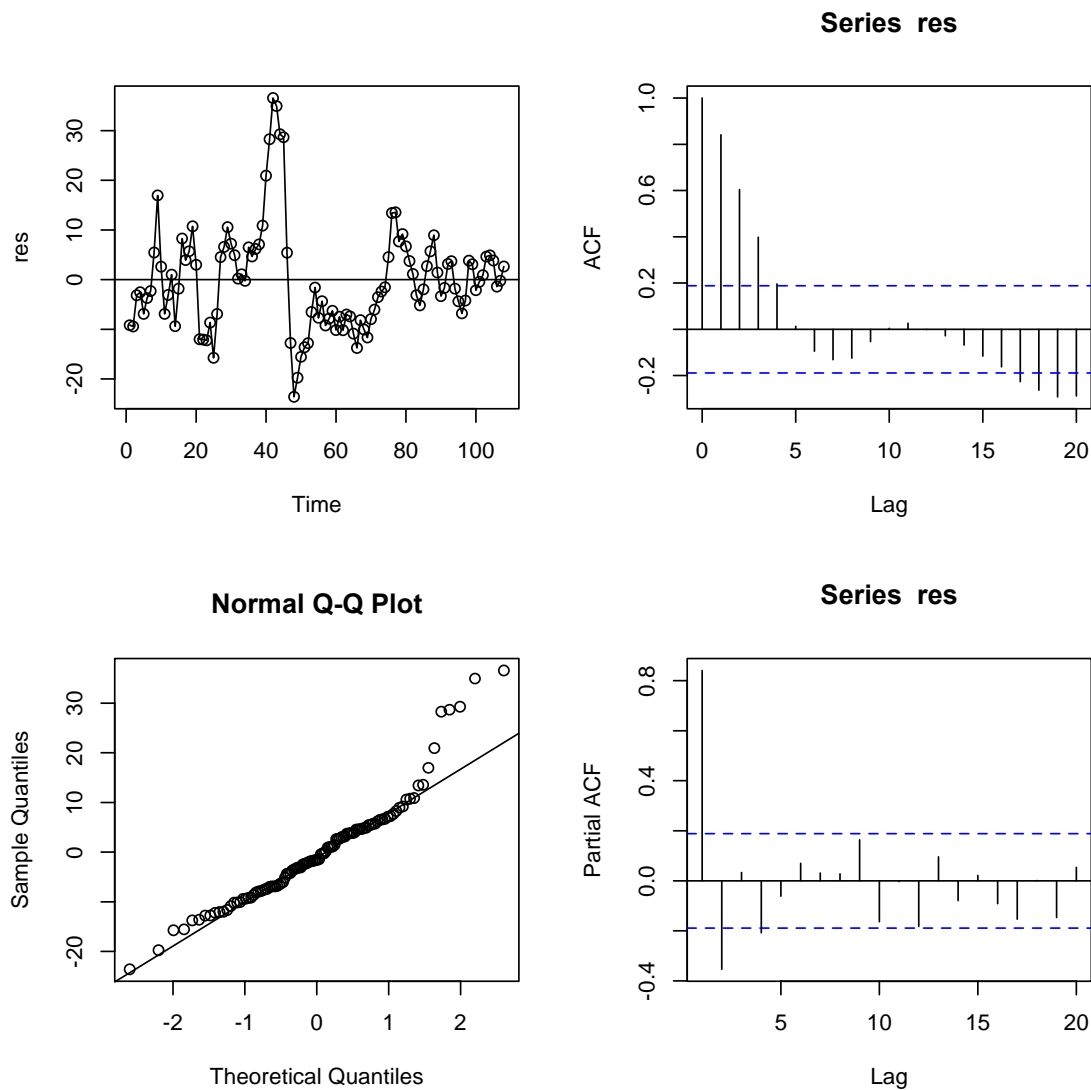 Series  res
res
30
20
10
0
-20
0 20 40 60 80 100
Time
ACF
1.0
0.6
0.2
-0.2
0 5 10 15 20
Lag
Normal Q-Q Plot
Sample Quantiles
30
20
10
0
-20
-2 -1 0 1 2
Theoretical Quantiles
Series  res
Partial ACF
0.8
0.4
0.0
-0.4
5 10 15 20
Lag